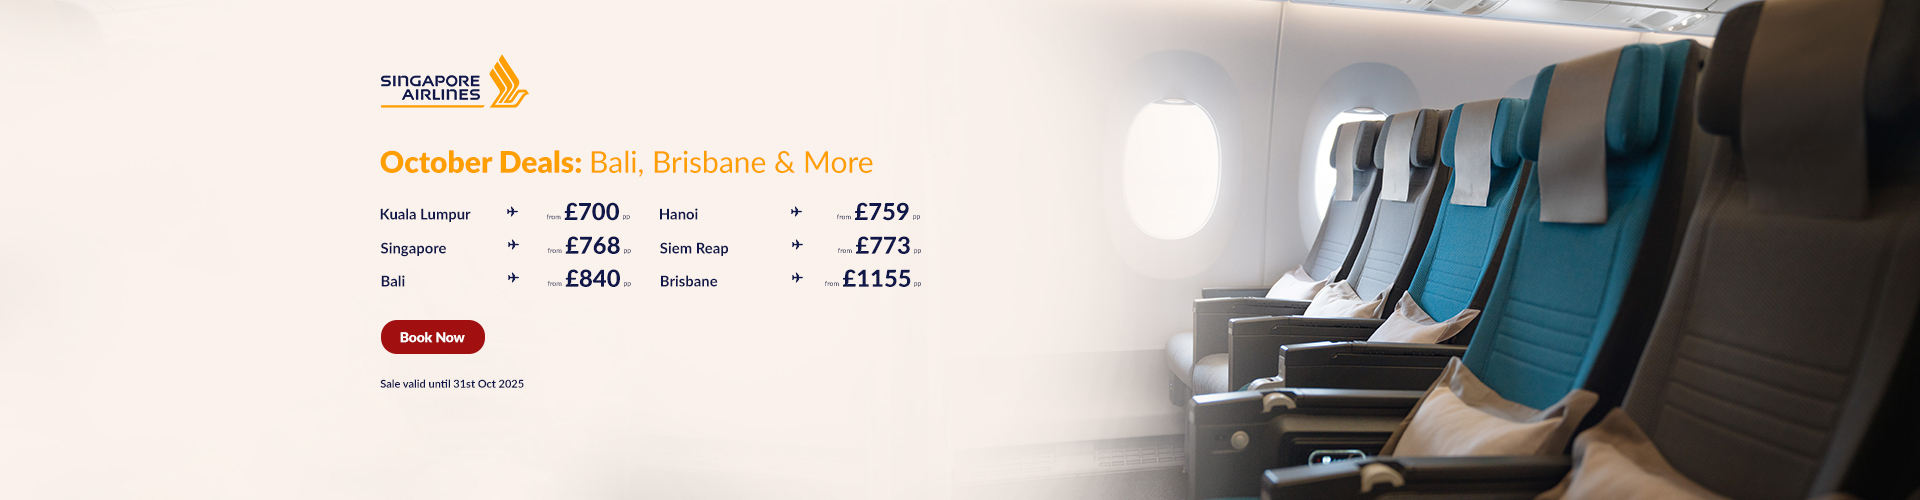 SINGAPORE
AIRLINES
October Deals: Bali, Brisbane & More
Kuala Lumpur from £700 pp Hanoi from £759 pp
Singapore from £768 pp Siem Reap from £773 pp
Bali from £840 pp Brisbane from £1155 pp
Book Now
Sale valid until 31st Oct 2025